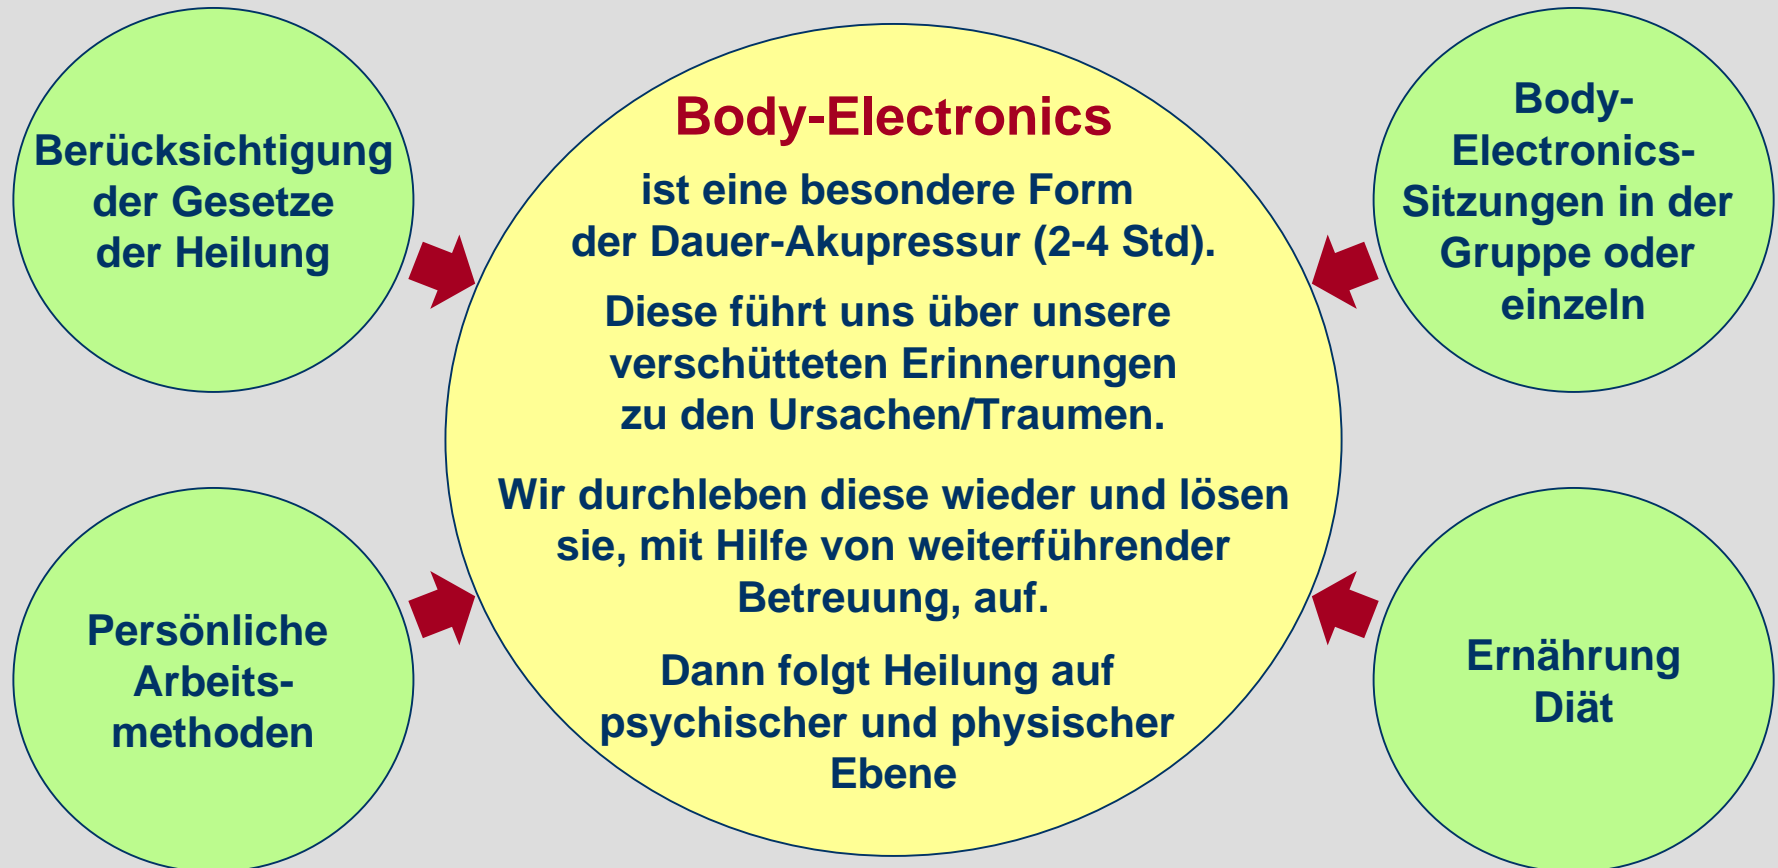 Berücksichtigung
der Gesetze
der Heilung
Persönliche
Arbeits-
methoden
Body-Electronics
ist eine besondere Form
der Dauer-Akupressur (2-4 Std).
Diese führt uns über unsere
verschütteten Erinnerungen
zu den Ursachen/Traumen.
Wir durchleben diese wieder und lösen
sie, mit Hilfe von weiterführender
Betreuung, auf.
Dann folgt Heilung auf
psychischer und physischer
Ebene
Body-
Electronics-
Sitzungen in der
Gruppe oder
einzeln
Ernährung
Diät